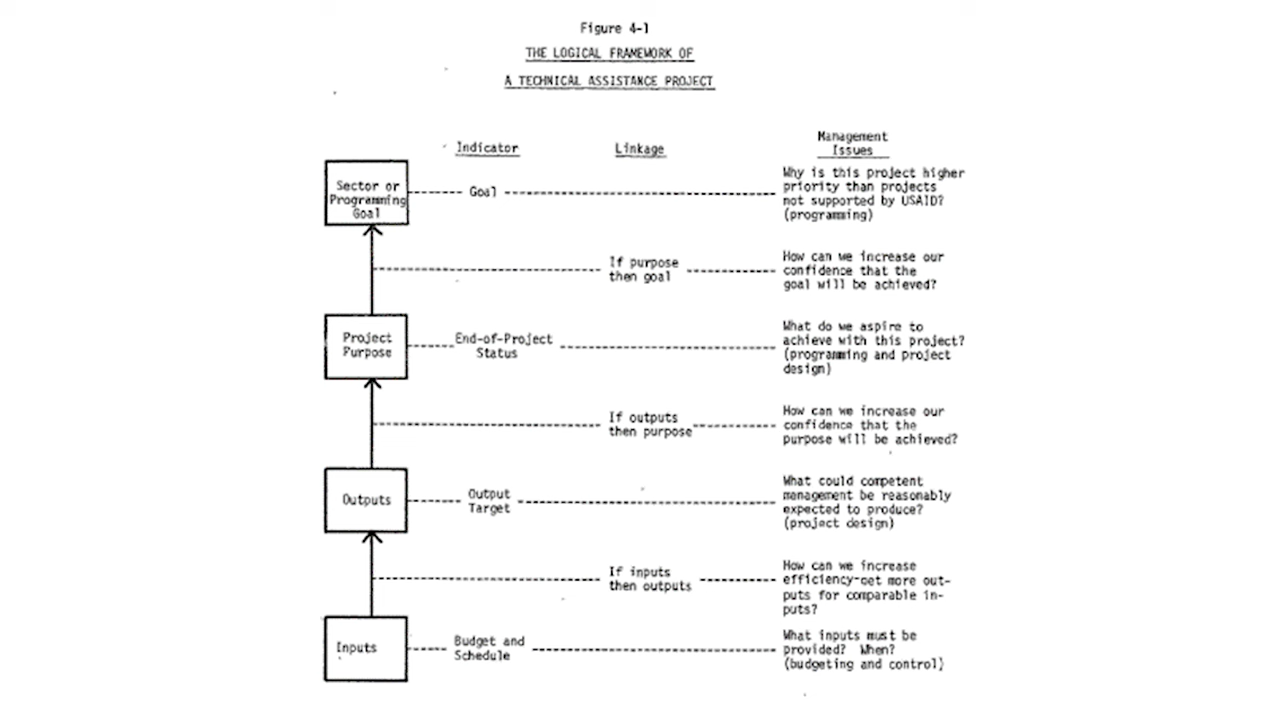 Figure 4-1
THE LOGICAL FRAMEWORK OF
A TECHNICAL ASSISTANCE PROJECT
Indicator
Linkage
Management
Issues
Sector or
Programming
Goal
Goal
Why is this project higher
priority than projects
not supported by USAID?
(programming)
If purpose
then goal
How can we increase our
confidence that the
goal will be achieved?
Project
Purpose
End-of-Project
Status
What do we aspire to
achieve with this project?
(programming and project
design)
If outputs
then purpose
How can we increase our
confidence that the
purpose will be achieved?
Outputs
Output
Target
What could competent
management be reasonably
expected to produce?
(project design)
If inputs
then outputs
How can we increase
efficiency-get more out-
puts for comparable in-
puts?
Inputs
Budget and
Schedule
What inputs must be
provided? When?
(budgeting and control)